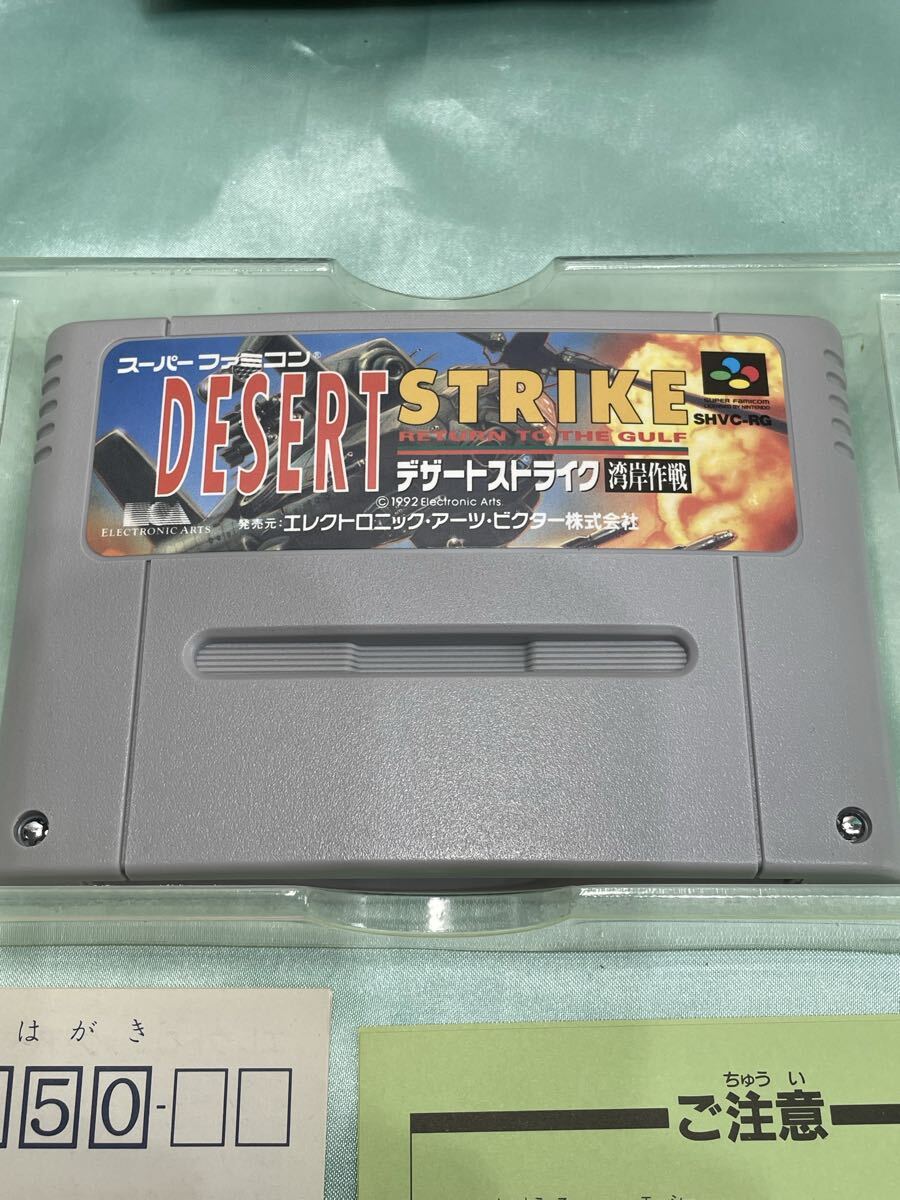 スーパーファミコン®
DESERT STRIKE
RETURN TO THE GULF
デザートストライク 湾岸作戦
© 1992 Electronic Arts.
発売元: エレクトロニック・アーツ・ビクター株式会社
ELECTRONIC ARTS
SUPER FAMICOM
LICENSED BY NINTENDO
SHVC-RG
はがき
50-
ちゅうい
ご注意